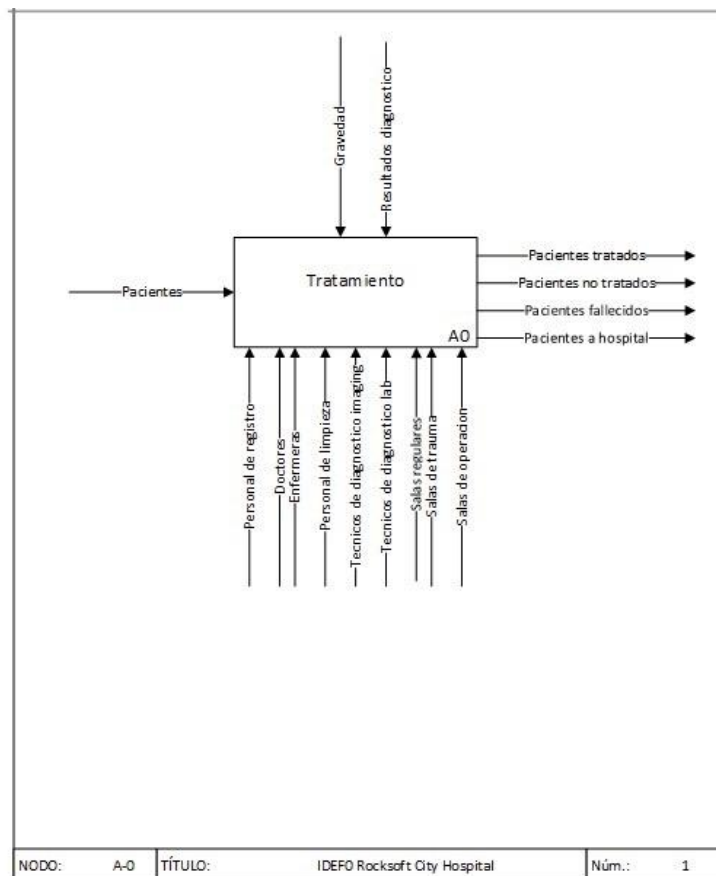 Gravedad
Resultados diagnostico
Pacientes
Tratamiento
A0
Pacientes tratados
Pacientes no tratados
Pacientes fallecidos
Pacientes a hospital
Personal de registro
Doctores
Enfermeras
Personal de limpieza
Tecnicos de diagnostico imaging
Tecnicos de diagnostico lab
Salas regulares
Salas de trauma
Salas de operacion
NODO: A-0 TÍTULO: IDEF0 Rocksoft City Hospital Núm.: 1